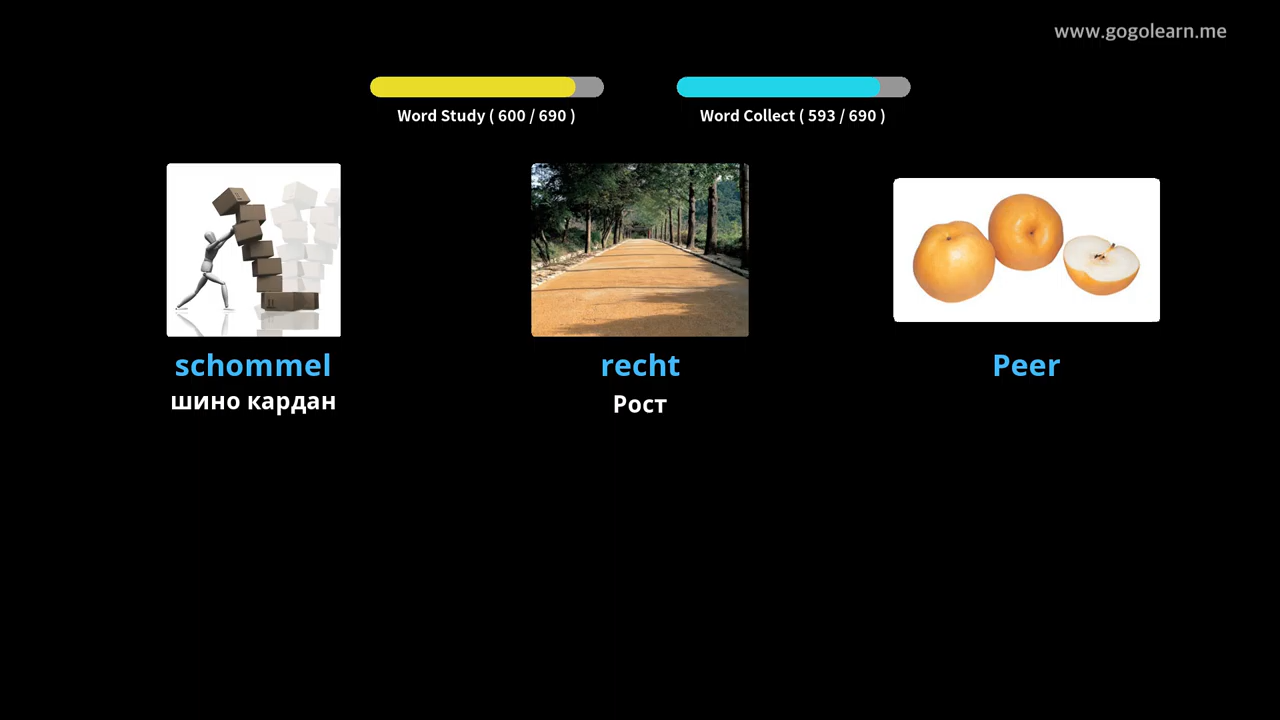 www.gogolearn.me
Word Study ( 600 / 690 )
Word Collect ( 593 / 690 )
schommel
шино кардан
recht
Рост
Peer